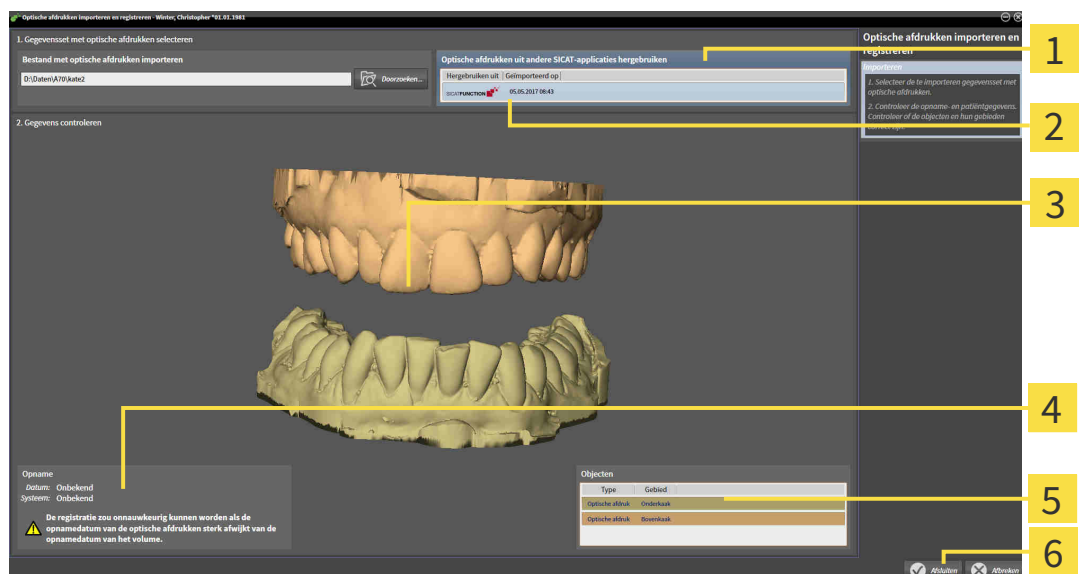 Optische afdrukken importeren en registreren - Winter, Christopher *01.01.1981
1. Gegevensset met optische afdrukken selecteren
Bestand met optische afdrukken importeren
D:\Daten\A70\kate2
Doorzoeken...
Optische afdrukken uit andere SICAT-applicaties hergebruiken
Hergebruiken uit
Geïmporteerd op
SICATFUNCTION
05.05.2017 08:43
2. Gegevens controleren
Opname
Datum: Onbekend
Systeem: Onbekend
De registratie zou onnauwkeurig kunnen worden als de
opnamedatum van de optische afdrukken sterk afwijkt van de
opnamedatum van het volume.
Objecten
Type
Gebied
Optische afdruk
Onderkaak
Optische afdruk
Bovenkaak
Optische afdrukken importeren en
registreren
Importeren
1. Selecteer de te importeren gegevensset met
optische afdrukken.
2. Controleer de opname- en patiëntgegevens.
Controleer of de objecten en hun gebieden
Afsluiten
Afbreken
1
2
3
4
5
6